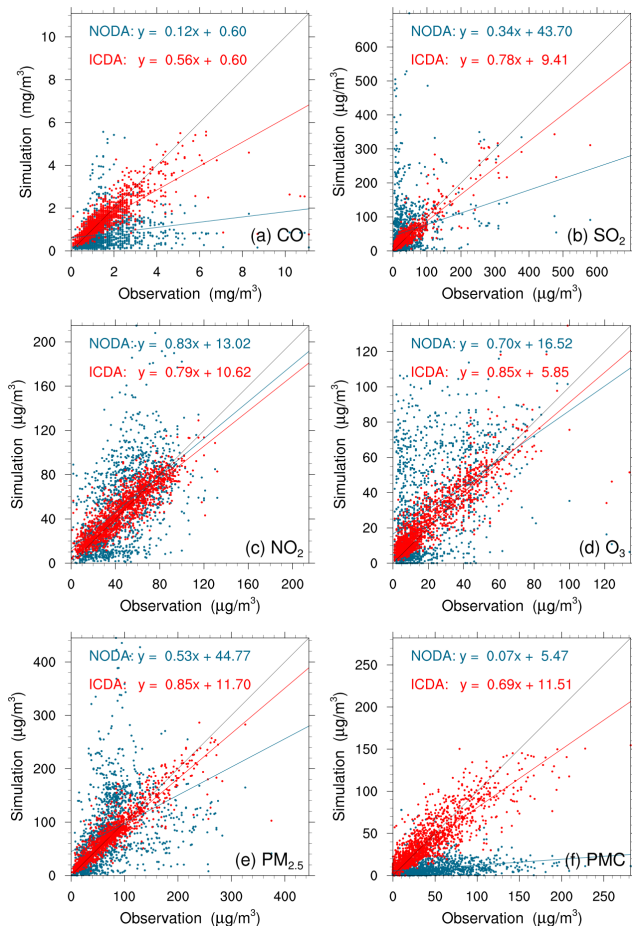 NODA: y = 0.12x + 0.60
ICDA: y = 0.56x + 0.60
Simulation (mg/m³)
10
8
6
4
2
0
(a) CO
0 2 4 6 8 10
Observation (mg/m³)
NODA: y = 0.34x + 43.70
ICDA: y = 0.78x + 9.41
Simulation (µg/m³)
700
600
500
400
300
200
100
0
(b) SO₂
0 100 200 300 400 500 600
Observation (µg/m³)
NODA: y = 0.83x + 13.02
ICDA: y = 0.79x + 10.62
Simulation (µg/m³)
200
160
120
80
40
0
(c) NO₂
0 40 80 120 160 200
Observation (µg/m³)
NODA: y = 0.70x + 16.52
ICDA: y = 0.85x + 5.85
Simulation (µg/m³)
120
100
80
60
40
20
0
(d) O₃
0 20 40 60 80 100 120
Observation (µg/m³)
NODA: y = 0.53x + 44.77
ICDA: y = 0.85x + 11.70
Simulation (µg/m³)
400
300
200
100
0
(e) PM₂.₅
0 100 200 300 400
Observation (µg/m³)
NODA: y = 0.07x + 5.47
ICDA: y = 0.69x + 11.51
Simulation (µg/m³)
250
200
150
100
50
0
(f) PMC
0 50 100 150 200 250
Observation (µg/m³)